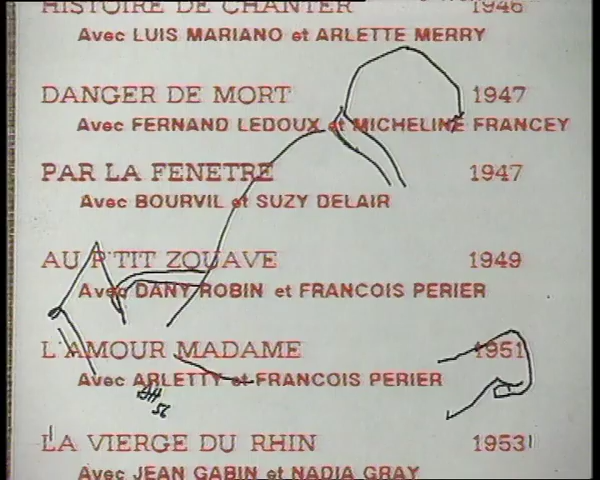 HISTOIRE DE CHANTER 1946
Avec LUIS MARIANO et ARLETTE MERRY
DANGER DE MORT 1947
Avec FERNAND LEDOUX et MICHELINE FRANCEY
PAR LA FENETRE 1947
Avec BOURVIL et SUZY DELAIR
AU P'TIT ZOUAVE 1949
Avec DANY ROBIN et FRANCOIS PERIER
L'AMOUR MADAME 1951
Avec ARLETTY et FRANCOIS PERIER
56
LA VIERGE DU RHIN 1953
Avec JEAN GABIN et NADIA GRAY